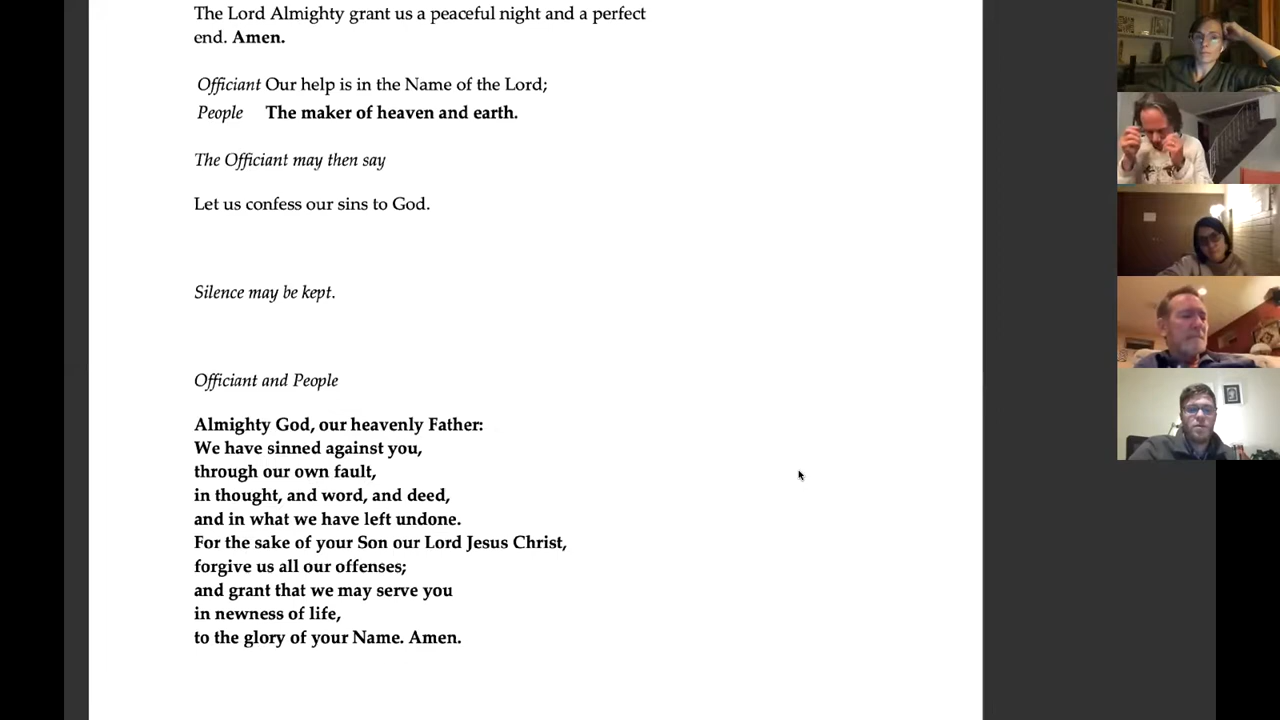 The Lord Almighty grant us a peaceful night and a perfect
end. Amen.
Officiant Our help is in the Name of the Lord;
People The maker of heaven and earth.
The Officiant may then say
Let us confess our sins to God.
Silence may be kept.
Officiant and People
Almighty God, our heavenly Father:
We have sinned against you,
through our own fault,
in thought, and word, and deed,
and in what we have left undone.
For the sake of your Son our Lord Jesus Christ,
forgive us all our offenses;
and grant that we may serve you
in newness of life,
to the glory of your Name. Amen.